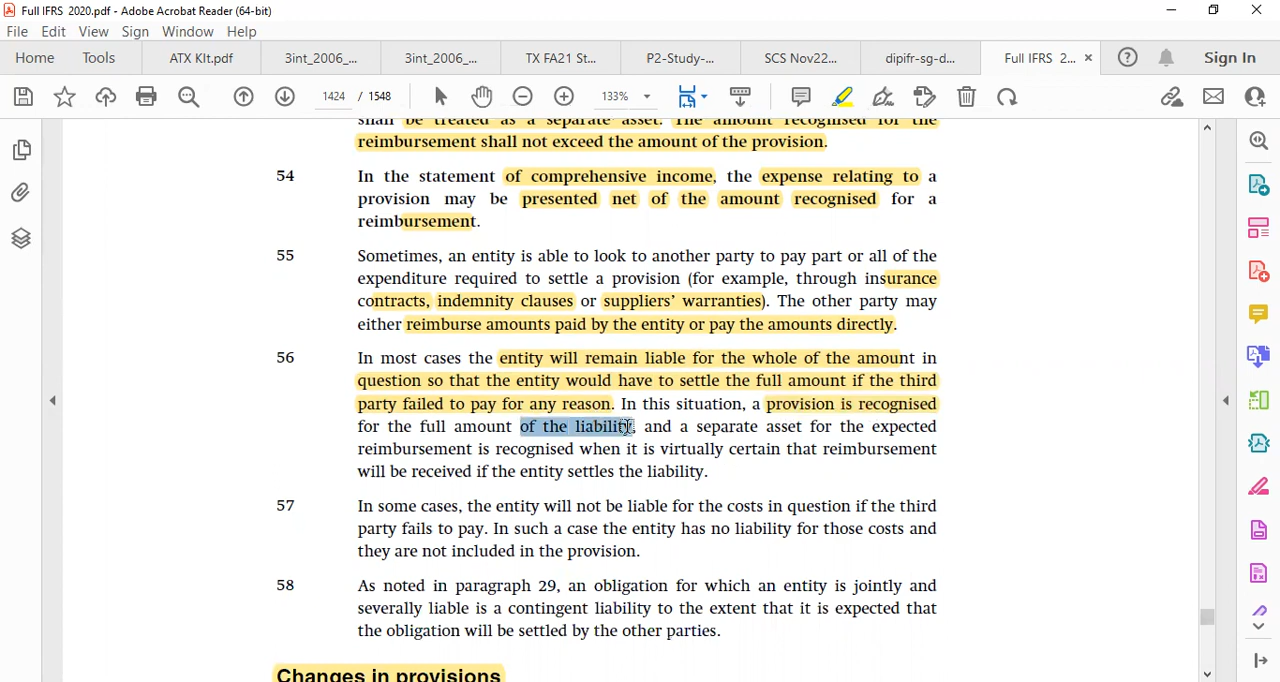 Full IFRS 2020.pdf - Adobe Acrobat Reader (64-bit)
File Edit View Sign Window Help
Home Tools ATX KIt.pdf 3int_2006_... 3int_2006_... TX FA21 St... P2-Study-... SCS Nov22... dipifr-sg-d... Full IFRS 2... × Sign In
1424 / 1548 133%
shall be treated as a separate asset. The amount recognised for the
reimbursement shall not exceed the amount of the provision.
54 In the statement of comprehensive income, the expense relating to a
provision may be presented net of the amount recognised for a
reimbursement.
55 Sometimes, an entity is able to look to another party to pay part or all of the
expenditure required to settle a provision (for example, through insurance
contracts, indemnity clauses or suppliers’ warranties). The other party may
either reimburse amounts paid by the entity or pay the amounts directly.
56 In most cases the entity will remain liable for the whole of the amount in
question so that the entity would have to settle the full amount if the third
party failed to pay for any reason. In this situation, a provision is recognised
for the full amount of the liability, and a separate asset for the expected
reimbursement is recognised when it is virtually certain that reimbursement
will be received if the entity settles the liability.
57 In some cases, the entity will not be liable for the costs in question if the third
party fails to pay. In such a case the entity has no liability for those costs and
they are not included in the provision.
58 As noted in paragraph 29, an obligation for which an entity is jointly and
severally liable is a contingent liability to the extent that it is expected that
the obligation will be settled by the other parties.
Changes in provisions